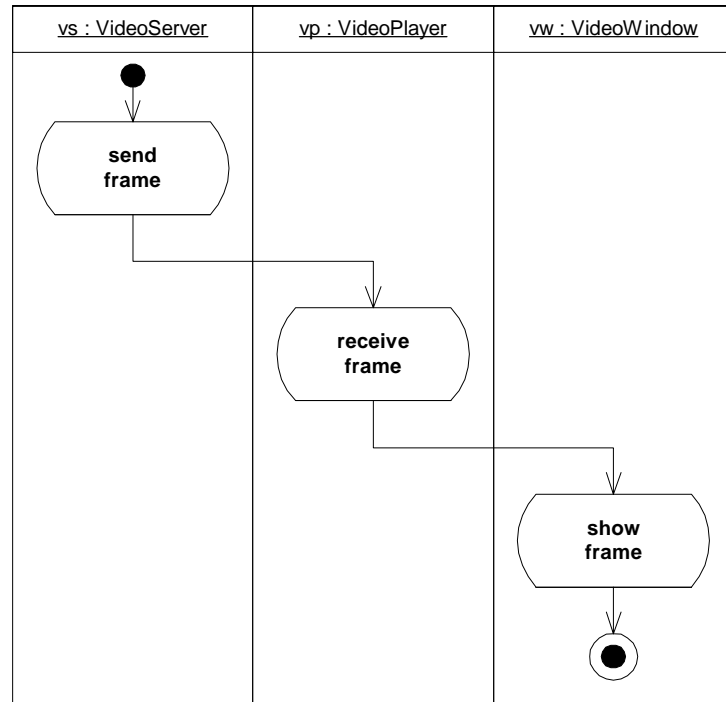 vs : VideoServer
vp : VideoPlayer
vw : VideoWindow
send
frame
receive
frame
show
frame